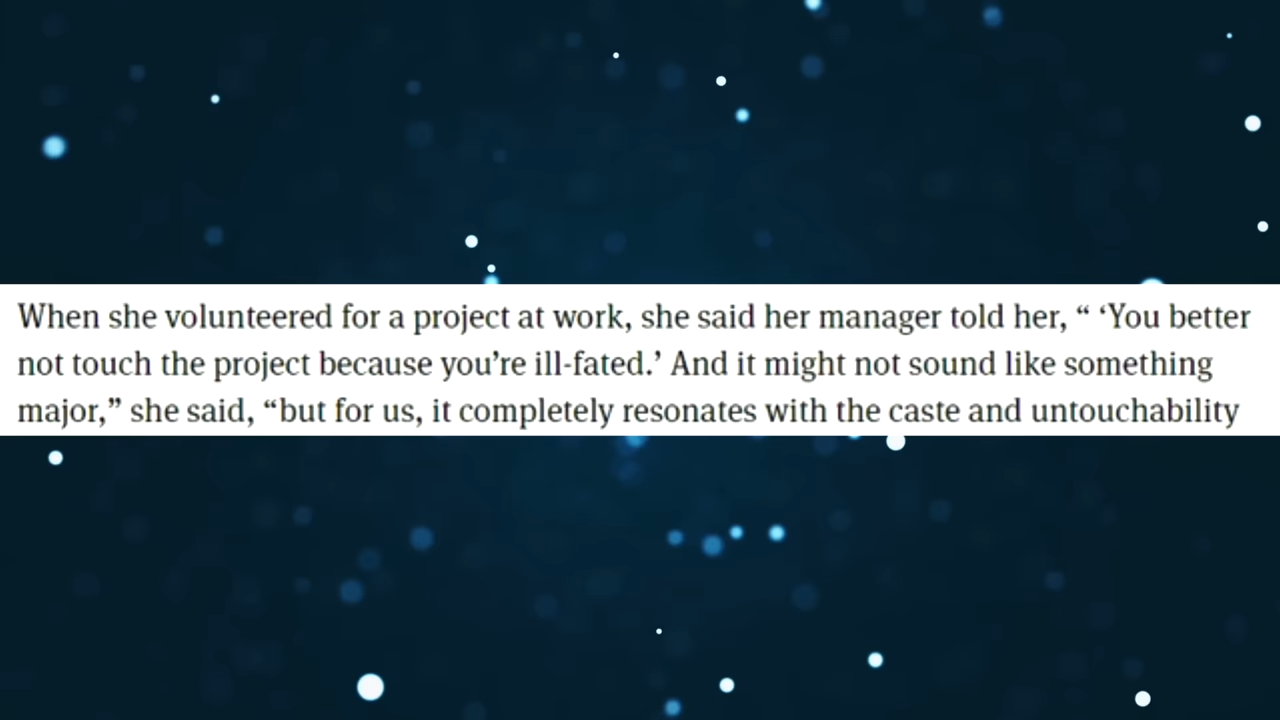 When she volunteered for a project at work, she said her manager told her, “ ‘You better
not touch the project because you’re ill-fated.’ And it might not sound like something
major,” she said, “but for us, it completely resonates with the caste and untouchability